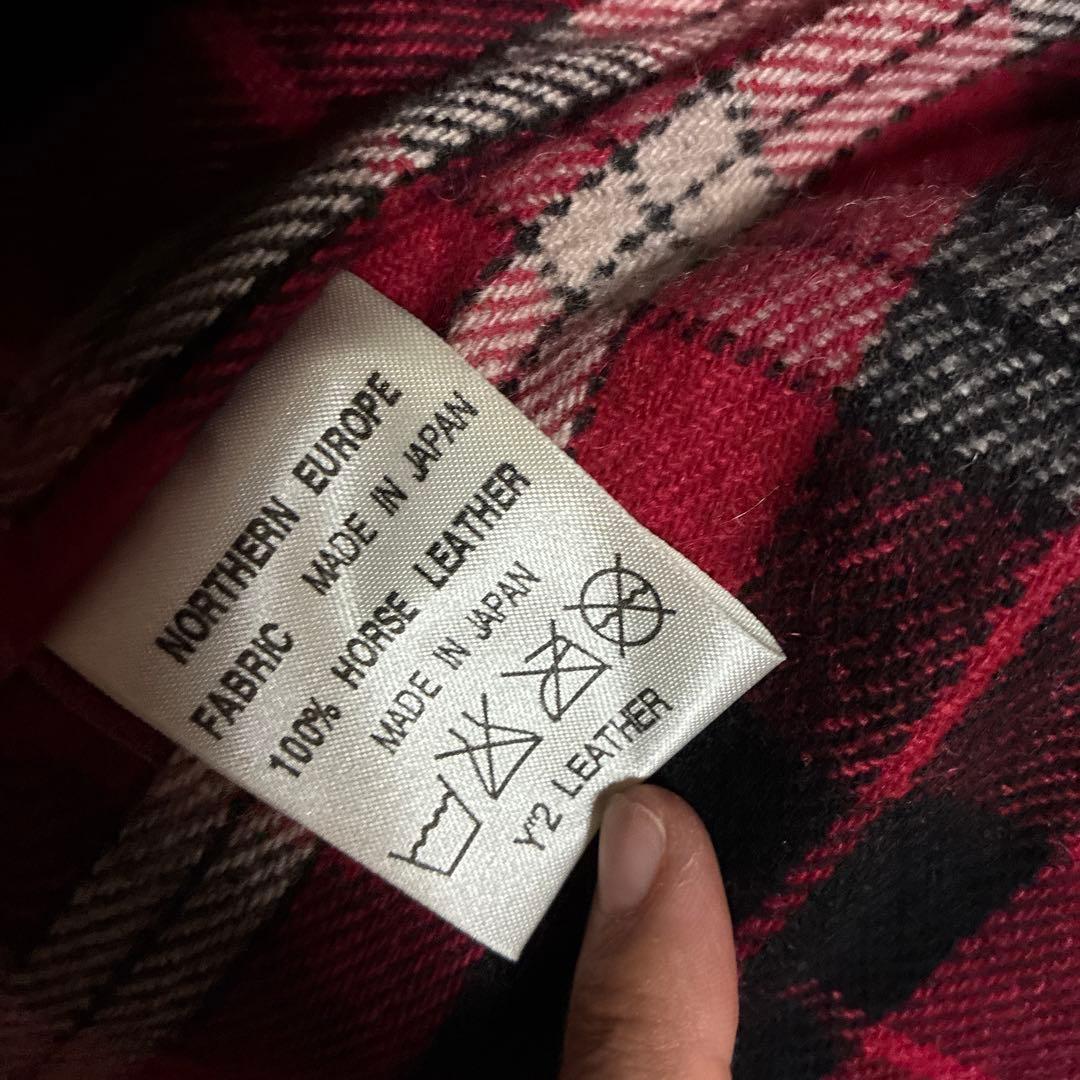 NORTHERN EUROPE
MADE IN JAPAN
FABRIC
100% HORSE LEATHER
MADE IN JAPAN
Y"2 LEATHER